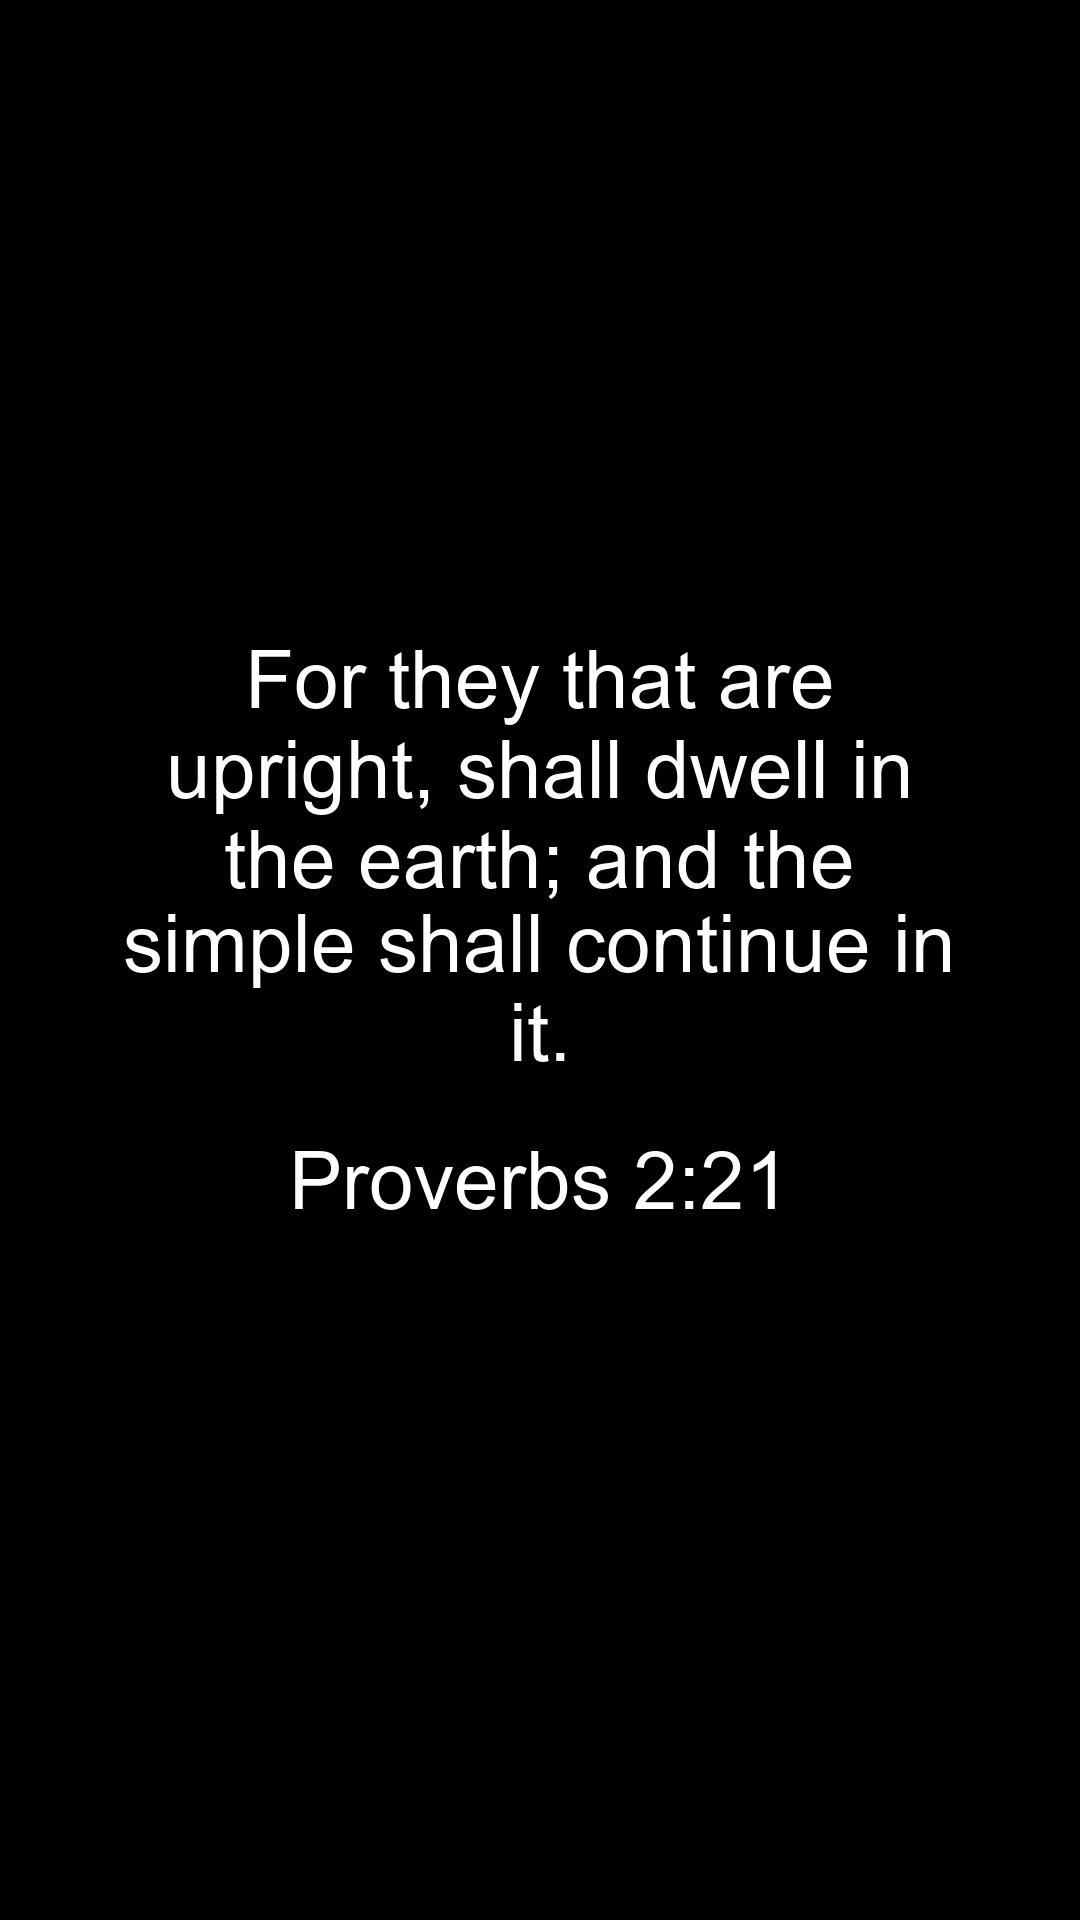 For they that are
upright, shall dwell in
the earth; and the
simple shall continue in
it.
Proverbs 2:21